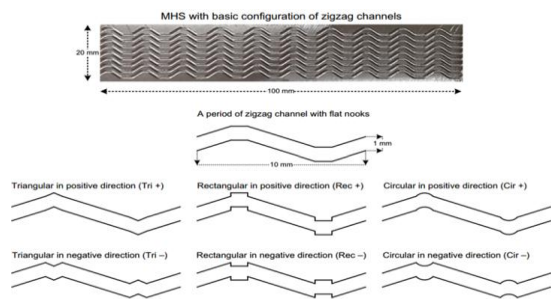 MHS with basic configuration of zigzag channels
20 mm
100 mm
A period of zigzag channel with flat nooks
1 mm
10 mm
Triangular in positive direction (Tri +)
Rectangular in positive direction (Rec +)
Circular in positive direction (Cir +)
Triangular in negative direction (Tri –)
Rectangular in negative direction (Rec –)
Circular in negative direction (Cir –)